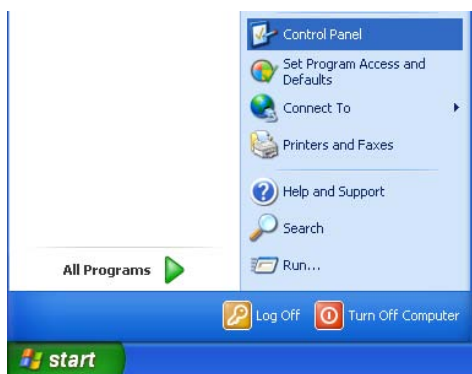 Control Panel
Set Program Access and
Defaults
Connect To
Printers and Faxes
Help and Support
Search
Run...
All Programs
Log Off
Turn Off Computer
start